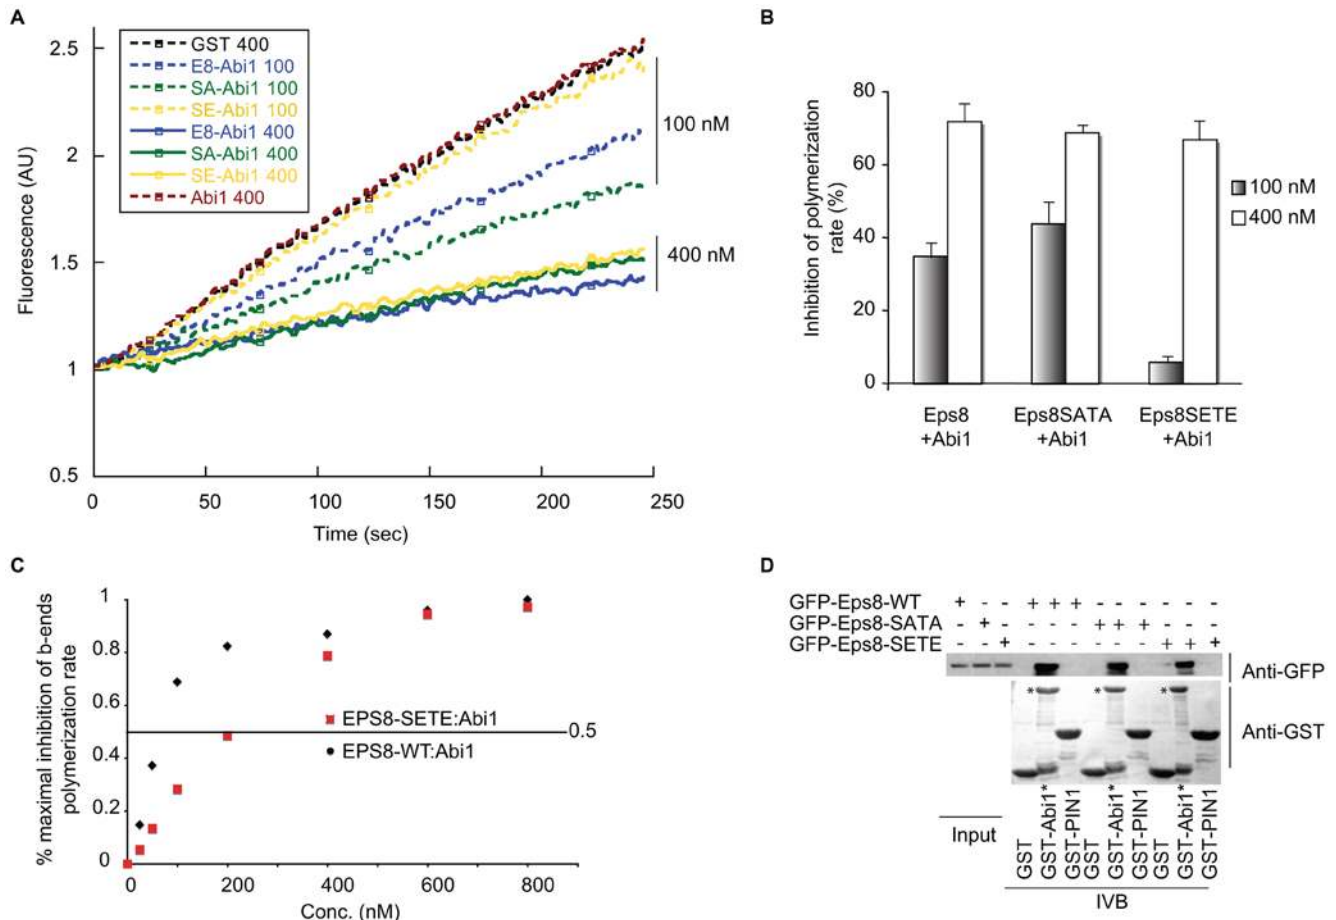 A
2.5
2
1.5
1
0.5
Fluorescence (AU)
GST 400
E8-Abi1 100
SA-Abi1 100
SE-Abi1 100
E8-Abi1 400
SA-Abi1 400
SE-Abi1 400
Abi1 400
100 nM
400 nM
0 50 100 150 200 250
Time (sec)
B
80
60
40
20
0
Inhibition of polymerization
rate (%)
100 nM
400 nM
Eps8
+Abi1
Eps8SATA
+Abi1
Eps8SETE
+Abi1
C
1
0.8
0.6
0.4
0.2
0
% maximal inhibition of b-ends
polymerization rate
EPS8-SETE:Abi1
0.5
EPS8-WT:Abi1
0 200 400 600 800
Conc. (nM)
D
GFP-Eps8-WT + - - - + + + - - - - - -
GFP-Eps8-SATA - + - - - - + + + - - -
GFP-Eps8-SETE - - + - - - - - - + + +
Anti-GFP
* * *
Anti-GST
Input
GST
GST-Abi1*
GST-PIN1
GST
GST-Abi1*
GST-PIN1
GST
GST-Abi1*
GST-PIN1
IVB